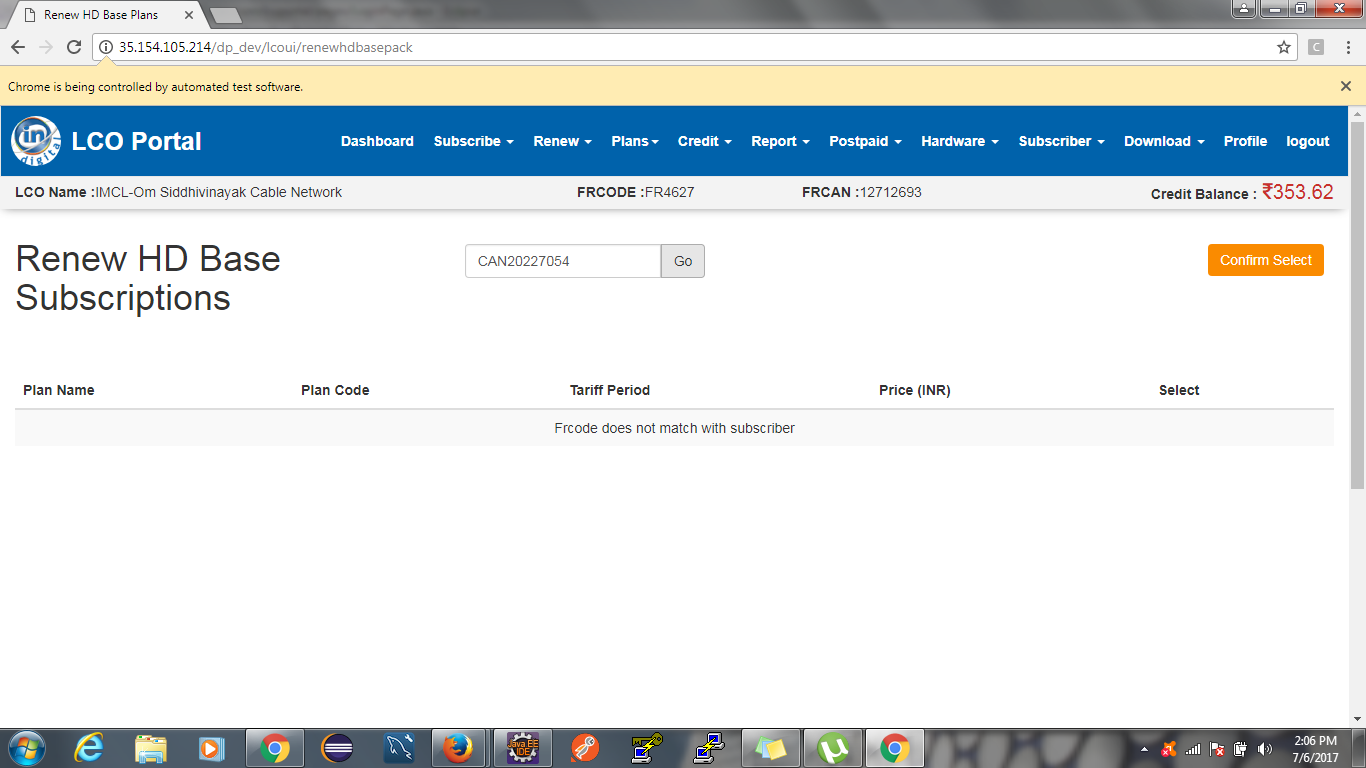 Renew HD Base Plans
35.154.105.214/dp_dev/lcoui/renewhdbasepack
C
Chrome is being controlled by automated test software.
in digital LCO Portal Dashboard Subscribe Renew Plans Credit Report Postpaid Hardware Subscriber Download Profile logout
LCO Name :IMCL-Om Siddhivinayak Cable Network FRCODE :FR4627 FRCAN :12712693 Credit Balance : ₹353.62
Renew HD Base
Subscriptions
CAN20227054 Go
Confirm Select
Plan Name Plan Code Tariff Period Price (INR) Select
Frcode does not match with subscriber
Java EE
IDE
2:06 PM
7/6/2017